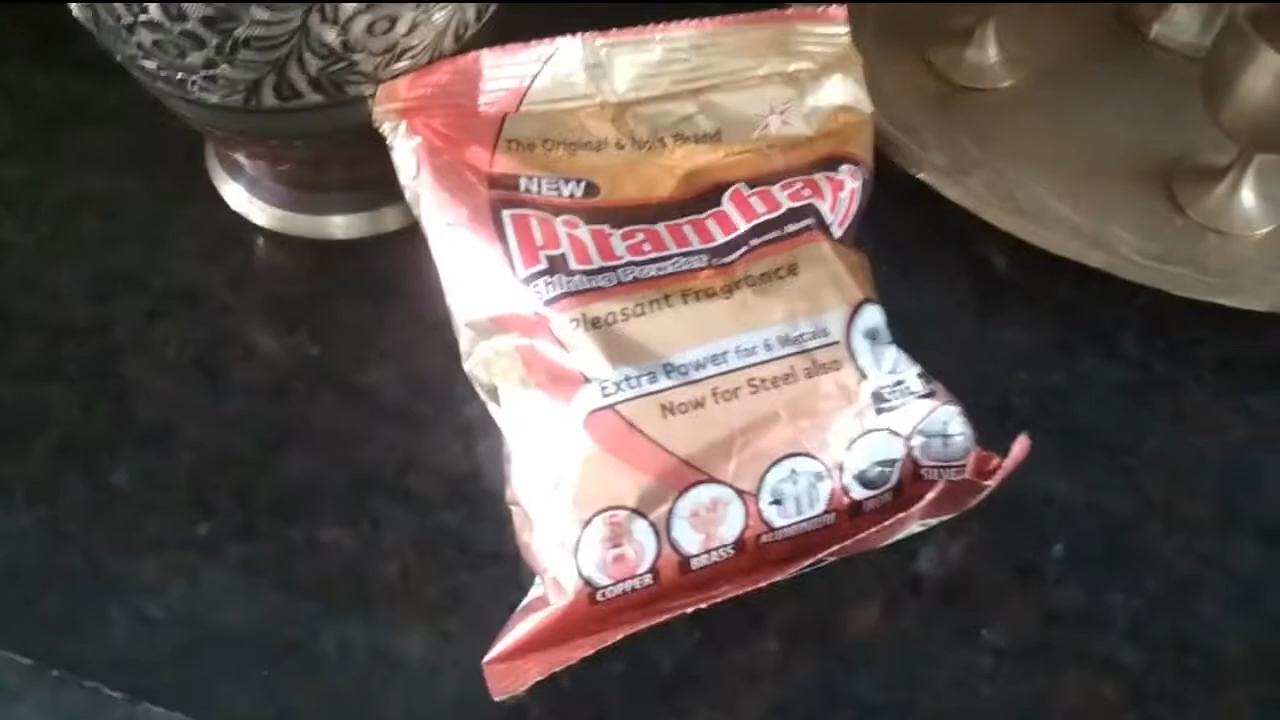 The Original & No 1 Brand
NEW
Pitambari
Shining Powder
Pleasant Fragrance
Extra Power for 6 Metals
Now for Steel also
COPPER
BRASS
ALUMINIUM
IRON
SILVER